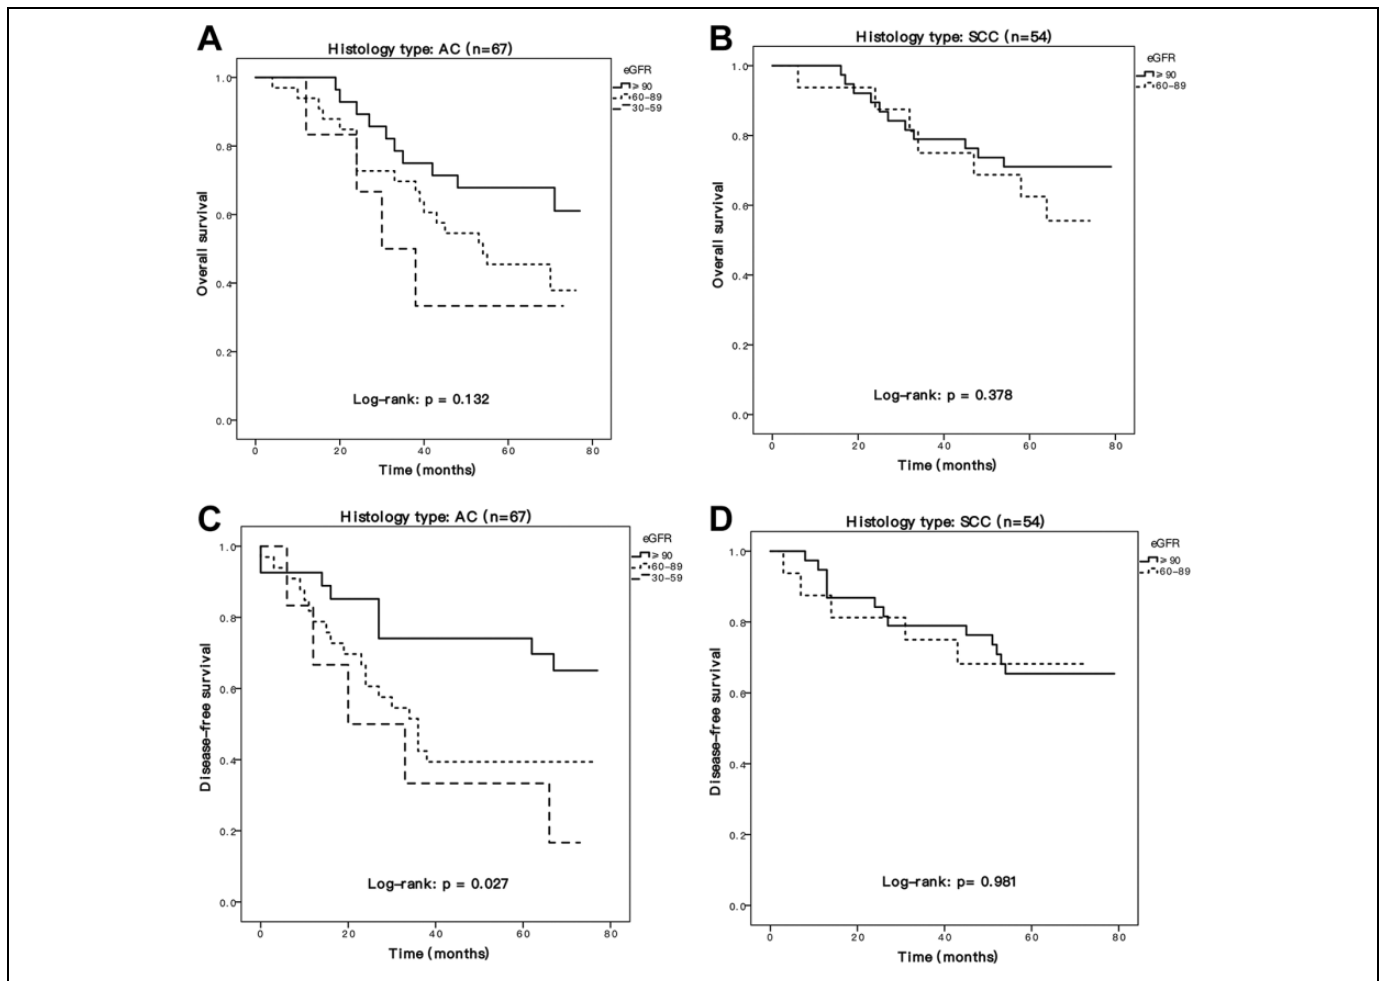 A
Histology type: AC (n=67)
eGFR
≥90
60-89
30-59
1.0
0.8
0.6
0.4
0.2
0.0
Overall survival
Log-rank: p = 0.132
0 20 40 60 80
Time (months)
B
Histology type: SCC (n=54)
eGFR
≥90
60-89
1.0
0.8
0.6
0.4
0.2
0.0
Overall survival
Log-rank: p = 0.378
0 20 40 60 80
Time (months)
C
Histology type: AC (n=67)
eGFR
≥90
60-89
30-59
1.0
0.8
0.6
0.4
0.2
0.0
Disease-free survival
Log-rank: p = 0.027
0 20 40 60 80
Time (months)
D
Histology type: SCC (n=54)
eGFR
≥90
60-89
1.0
0.8
0.6
0.4
0.2
0.0
Disease-free survival
Log-rank: p= 0.981
0 20 40 60 80
Time (months)